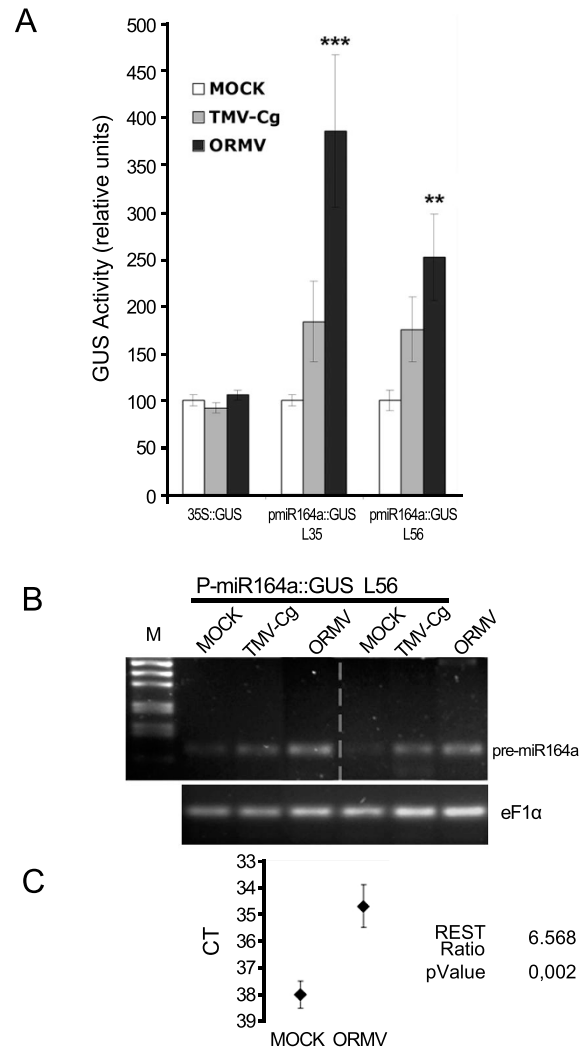 A
500
450
400
350
300
250
200
150
100
50
0
GUS Activity (relative units)
***
**
MOCK
TMV-Cg
ORMV
35S::GUS
pmiR164a::GUS
L35
pmiR164a::GUS
L56
B
P-miR164a::GUS L56
M
MOCK
TMV-Cg
ORMV
MOCK
TMV-Cg
ORMV
pre-miR164a
eF1α
C
33
34
35
36
37
38
39
CT
MOCK ORMV
REST
Ratio
6.568
pValue
0,002